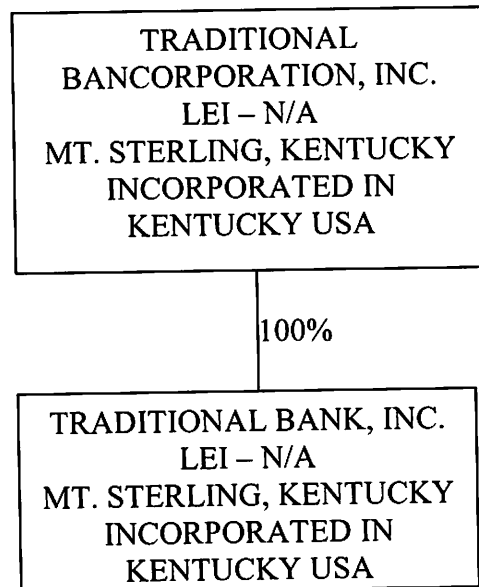 TRADITIONAL
BANCORPORATION, INC.
LEI – N/A
MT. STERLING, KENTUCKY
INCORPORATED IN
KENTUCKY USA
100%
TRADITIONAL BANK, INC.
LEI – N/A
MT. STERLING, KENTUCKY
INCORPORATED IN
KENTUCKY USA